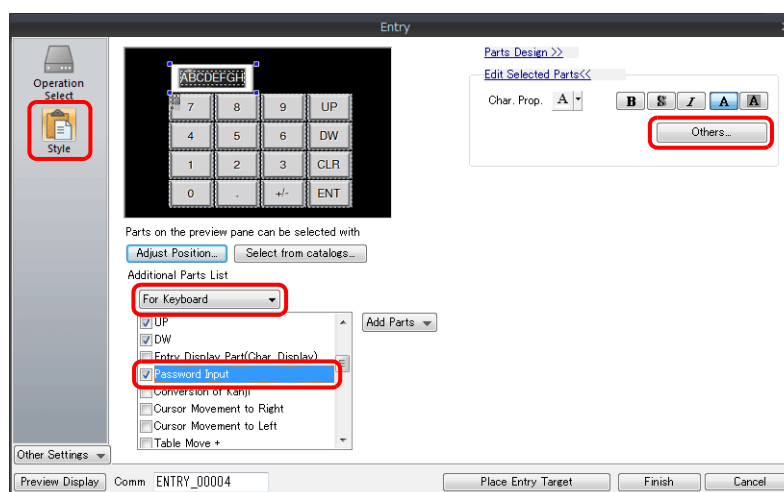 Entry
Operation
Select
Style
ABCDEFGH
7 8 9 UP
4 5 6 DW
1 2 3 CLR
0 . +/- ENT
Parts on the preview pane can be selected with
Adjust Position... Select from catalogs...
Additional Parts List
For Keyboard
UP
DW
Entry Display Part(Char. Display)
Password Input
Conversion of Kanji
Cursor Movement to Right
Cursor Movement to Left
Table Move +
Add Parts
Parts Design >>
Edit Selected Parts<<
Char. Prop. A B S I A A
Others...
Other Settings
Preview Display Comm ENTRY_00004 Place Entry Target Finish Cancel